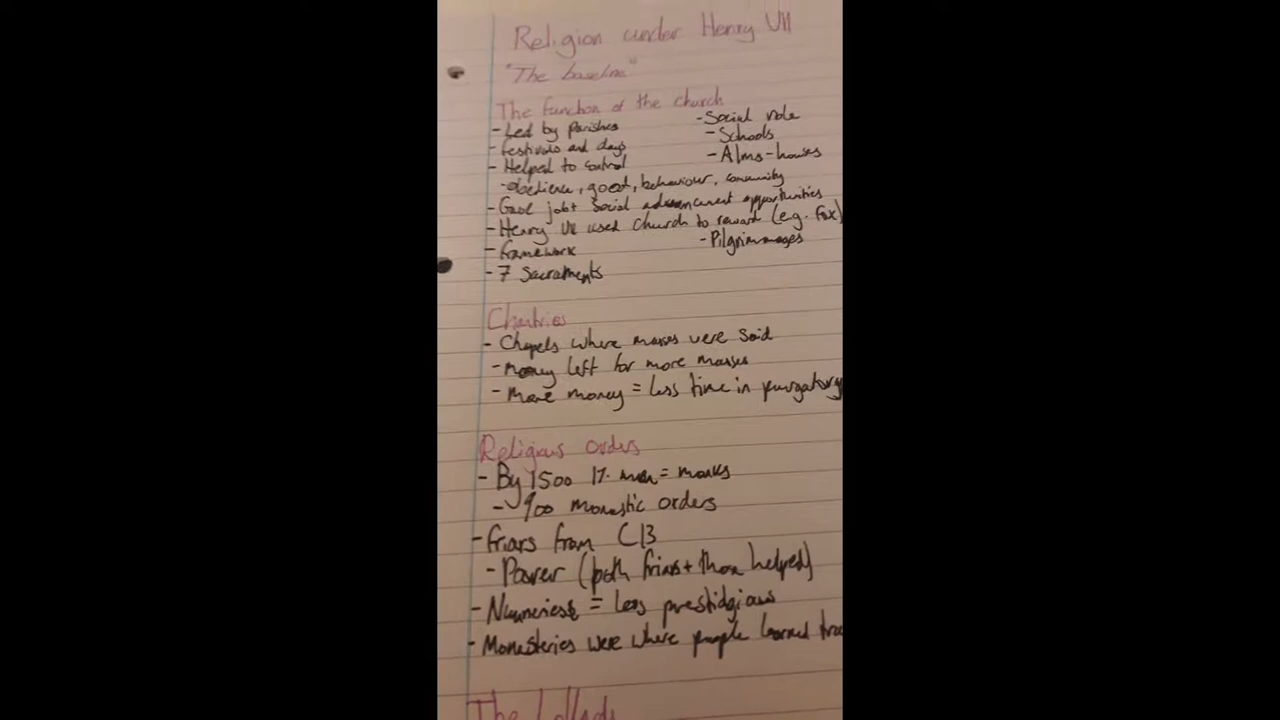 Religion under Henry VII
"The baseline"
The function of the church
- Led by parishes
- festivals and days
- Helped to control
- obedience, good, behaviour, community
- Gave job + Social advancement opportunities
- Henry VII used Church to reward (e.g. Fox)
- framework
- 7 Sacraments
- Social role
- Schools
- Alms-houses
- Pilgrimmages
Chantries
- Chapels where masses were said
- money left for more masses
- More money = less time in purgatory
Religious orders
- By 1500 1% men = monks
- 900 monastic orders
- friars from C13
- Poorer (both friars + those helped)
- Nunneries = less prestidgious
- Monasteries were where people learned
The Lollards